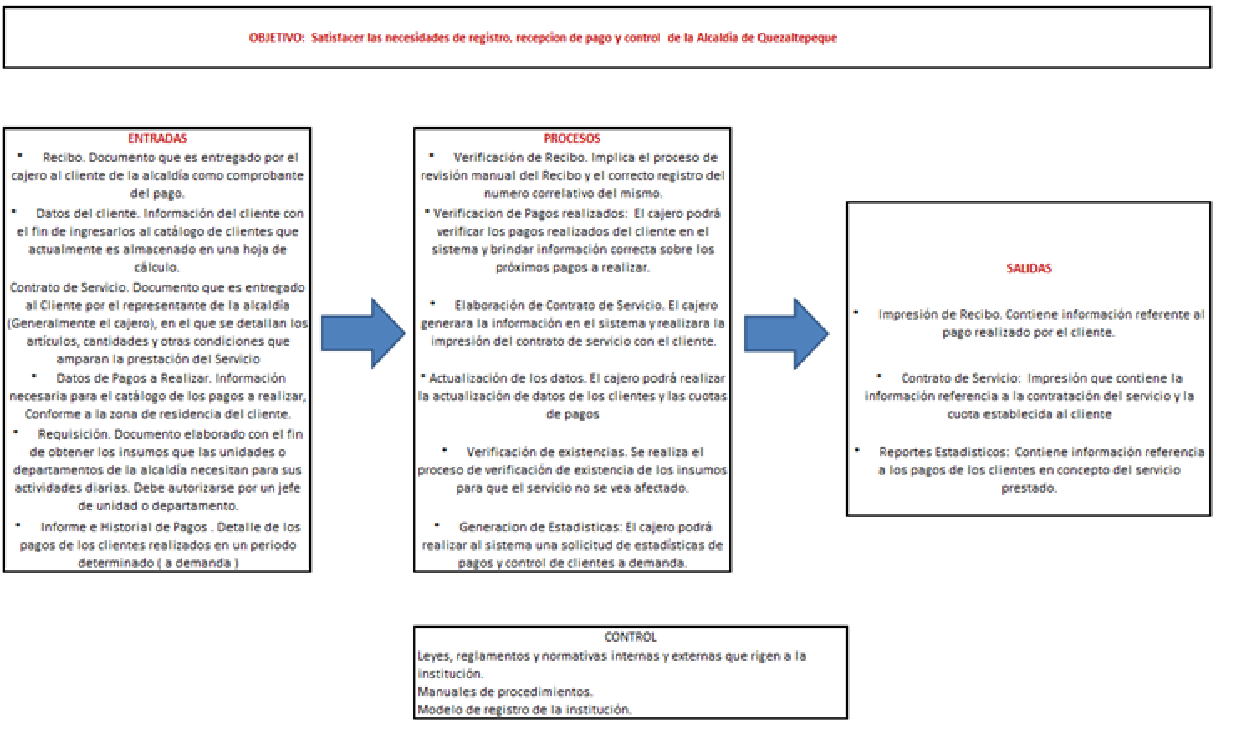 OBJETIVO: Satisfacer las necesidades de registro, recepcion de pago y control de la Alcaldía de Quezaltepeque
ENTRADAS
▪ Recibo. Documento que es entregado por el
cajero al cliente de la alcaldía como comprobante
del pago.
▪ Datos del cliente. Información del cliente con
el fin de ingresarlos al catálogo de clientes que
actualmente es almacenado en una hoja de
cálculo.
Contrato de Servicio. Documento que es entregado
al Cliente por el representante de la alcaldía
(Generalmente el cajero), en el que se detallan los
artículos, cantidades y otras condiciones que
amparan la prestación del Servicio
▪ Datos de Pagos a Realizar. Información
necesaria para el catálogo de los pagos a realizar,
Conforme a la zona de residencia del cliente.
▪ Requisición. Documento elaborado con el fin
de obtener los insumos que las unidades o
departamentos de la alcaldía necesitan para sus
actividades diarias. Debe autorizarse por un jefe
de unidad o departamento.
▪ Informe e Historial de Pagos . Detalle de los
pagos de los clientes realizados en un periodo
determinado ( a demanda )
PROCESOS
▪ Verificación de Recibo. Implica el proceso de
revisión manual del Recibo y el correcto registro del
numero correlativo del mismo.
▪ Verificacion de Pagos realizados: El cajero podrá
verificar los pagos realizados del cliente en el
sistema y brindar información correcta sobre los
próximos pagos a realizar.
▪ Elaboración de Contrato de Servicio. El cajero
generara la información en el sistema y realizara la
impresión del contrato de servicio con el cliente.
▪ Actualización de los datos. El cajero podrá realizar
la actualización de datos de los clientes y las cuotas
de pagos
▪ Verificación de existencias. Se realiza el
proceso de verificación de existencia de los insumos
para que el servicio no se vea afectado.
▪ Generacion de Estadisticas: El cajero podrá
realizar al sistema una solicitud de estadísticas de
pagos y control de clientes a demanda.
SALIDAS
▪ Impresión de Recibo. Contiene información referente al
pago realizado por el cliente.
▪ Contrato de Servicio: Impresión que contiene la
información referencia a la contratación del servicio y la
cuota establecida al cliente
▪ Reportes Estadisticos: Contiene información referencia
a los pagos de los clientes en concepto del servicio
prestado.
CONTROL
Leyes, reglamentos y normativas internas y externas que rigen a la
institución.
Manuales de procedimientos.
Modelo de registro de la institución.